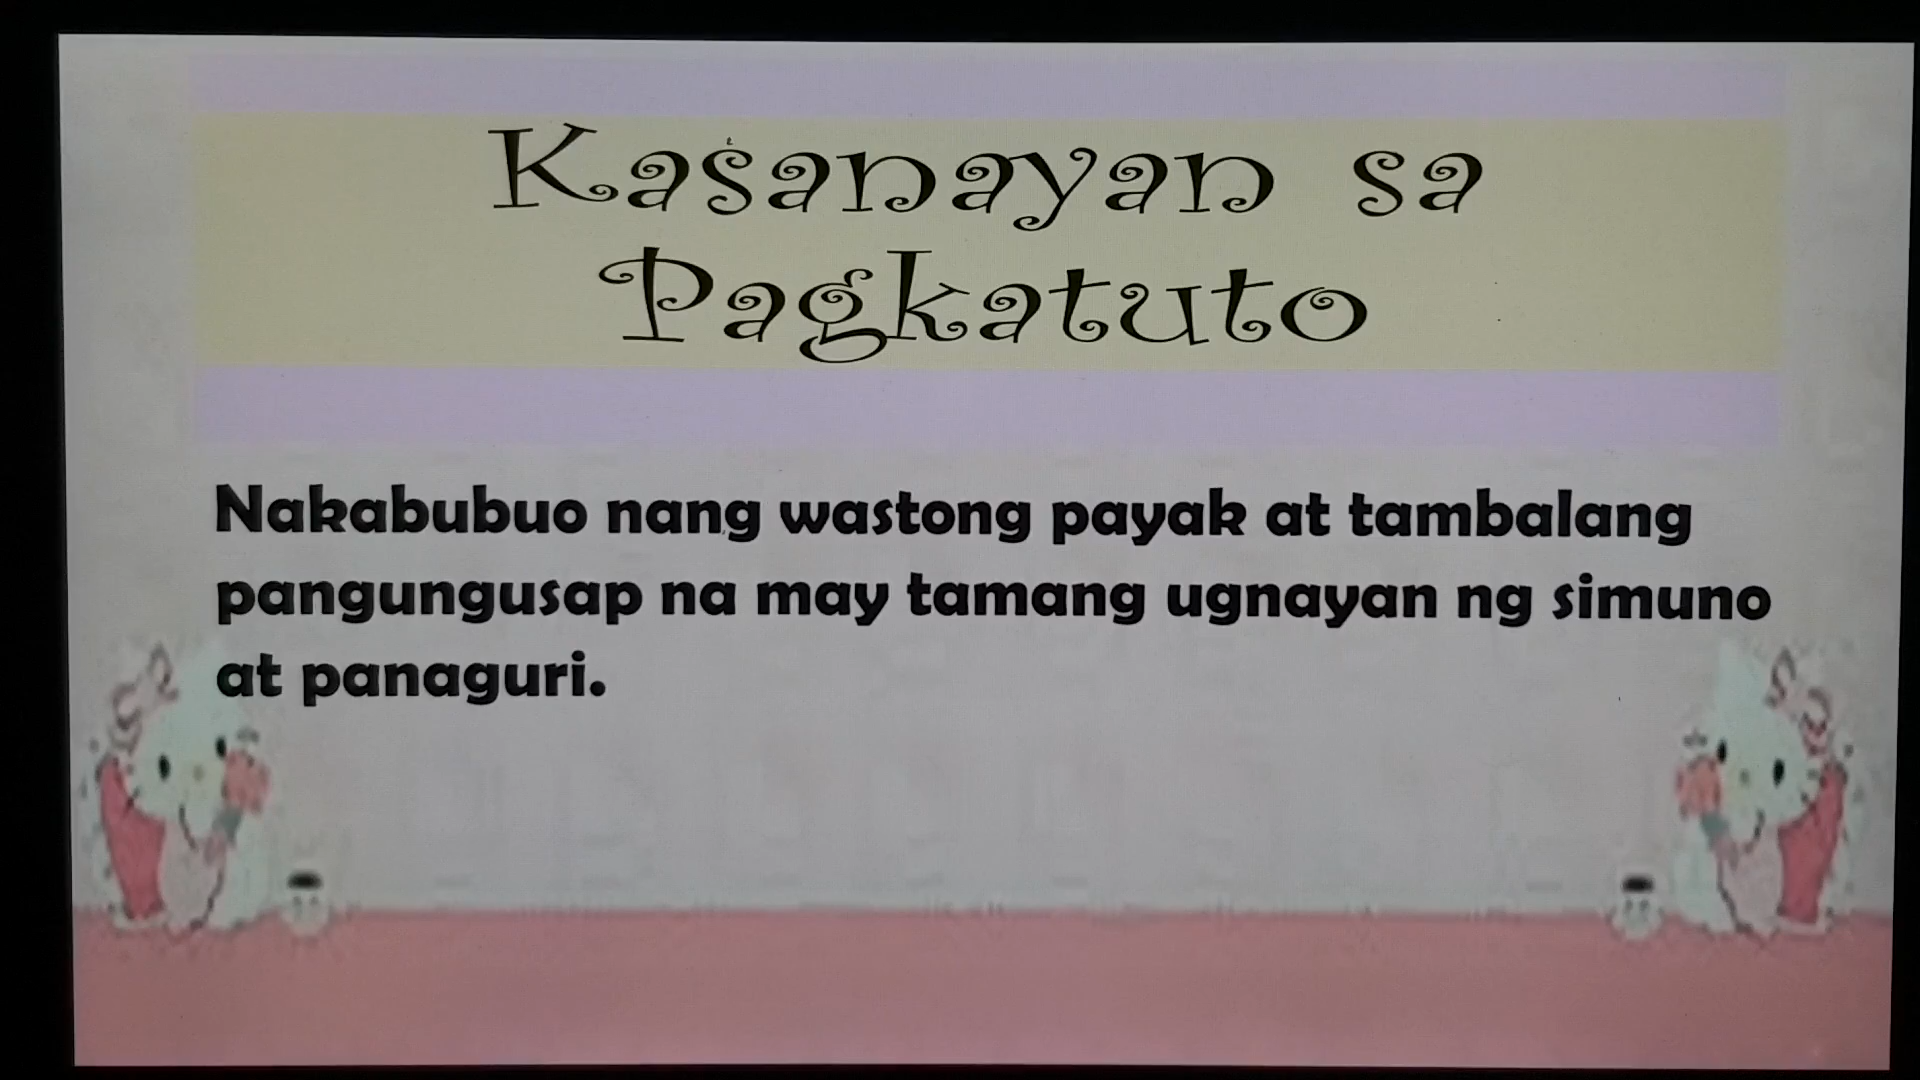 Kasanayan sa
Pagkatuto
Nakabubuo nang wastong payak at tambalang
pangungusap na may tamang ugnayan ng simuno
at panaguri.